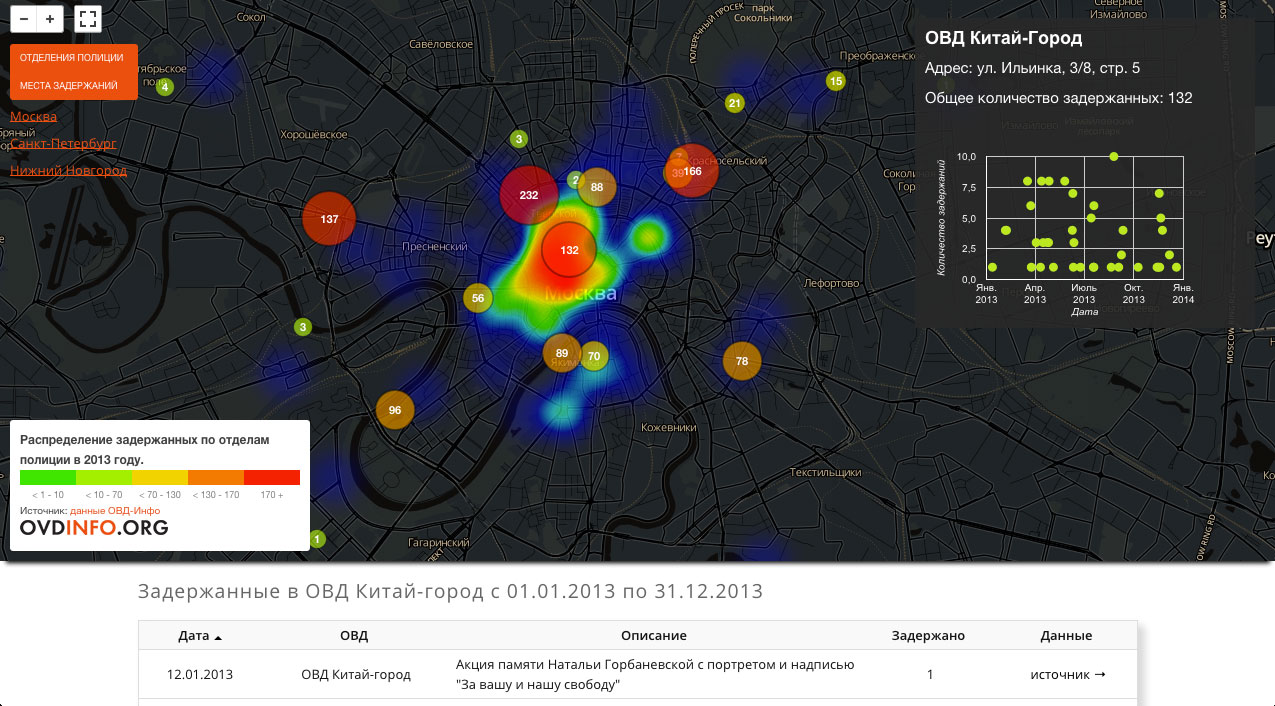 − +
ОТДЕЛЕНИЯ ПОЛИЦИИ
МЕСТА ЗАДЕРЖАНИЙ
Москва
Санкт-Петербург
Нижний Новгород
Сокол
Савёловское
парк
Сокольники
Северное
Измайлово
Хорошёвское
Красносельский
Пресненский
Москва
Лефортово
Кожевники
Текстильщики
Гагаринский
4
3
2
88
232
137
132
56
3
96
89
70
78
21
15
7
39
166
1
ОВД Китай-Город
Адрес: ул. Ильинка, 3/8, стр. 5
Общее количество задержанных: 132
Количество задержаний
10,0
7,5
5,0
2,5
0,0
Янв. 2013
Апр. 2013
Июль 2013
Окт. 2013
Янв. 2014
Дата
Распределение задержанных по отделам
полиции в 2013 году.
< 1 - 10 < 10 - 70 < 70 - 130 < 130 - 170 170 +
Источник: данные ОВД-Инфо
OVDINFO.ORG
Задержанные в ОВД Китай-город с 01.01.2013 по 31.12.2013
Дата ОВД Описание Задержано Данные
12.01.2013 ОВД Китай-город Акция памяти Натальи Горбаневской с портретом и надписью
"За вашу и нашу свободу" 1 источник →